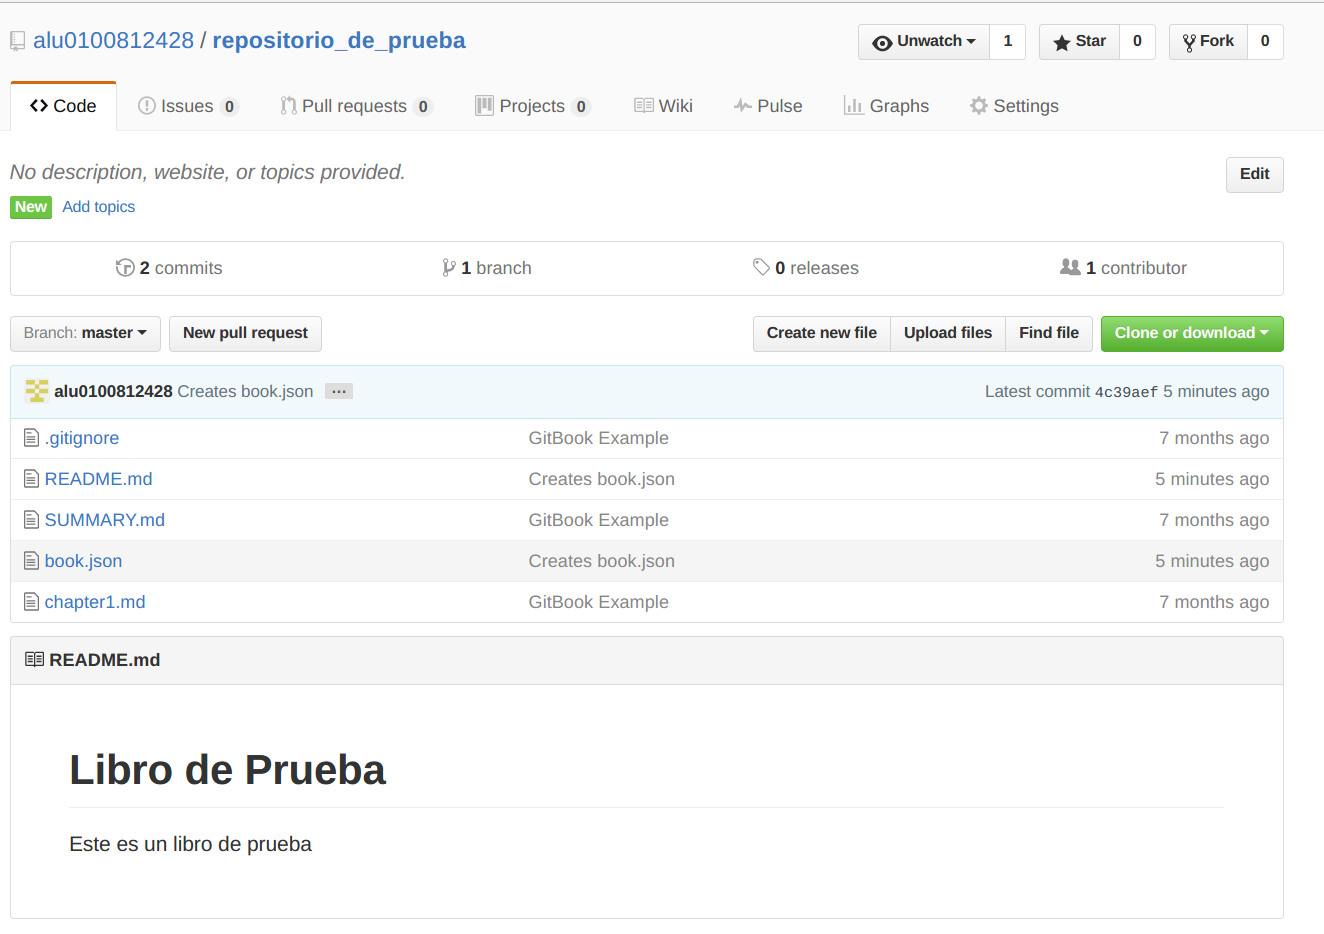 alu0100812428 / repositorio_de_prueba
Unwatch 1 Star 0 Fork 0
Code Issues 0 Pull requests 0 Projects 0 Wiki Pulse Graphs Settings
No description, website, or topics provided. Edit
New Add topics
2 commits 1 branch 0 releases 1 contributor
Branch: master New pull request Create new file Upload files Find file Clone or download
alu0100812428 Creates book.json ... Latest commit 4c39aef 5 minutes ago
.gitignore GitBook Example 7 months ago
README.md Creates book.json 5 minutes ago
SUMMARY.md GitBook Example 7 months ago
book.json Creates book.json 5 minutes ago
chapter1.md GitBook Example 7 months ago
README.md
Libro de Prueba
Este es un libro de prueba